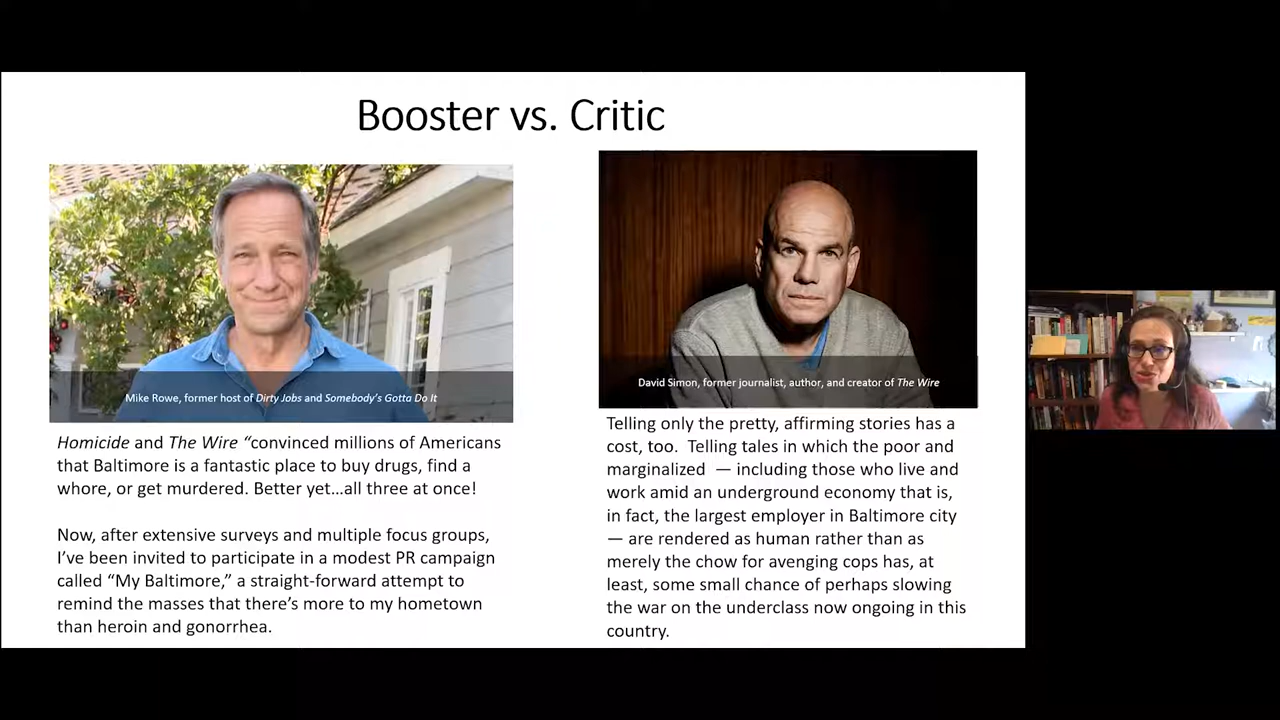 Booster vs. Critic
Mike Rowe, former host of Dirty Jobs and Somebody's Gotta Do It
Homicide and The Wire “convinced millions of Americans
that Baltimore is a fantastic place to buy drugs, find a
whore, or get murdered. Better yet…all three at once!
Now, after extensive surveys and multiple focus groups,
I’ve been invited to participate in a modest PR campaign
called “My Baltimore,” a straight-forward attempt to
remind the masses that there’s more to my hometown
than heroin and gonorrhea.
David Simon, former journalist, author, and creator of The Wire
Telling only the pretty, affirming stories has a
cost, too.  Telling tales in which the poor and
marginalized  — including those who live and
work amid an underground economy that is,
in fact, the largest employer in Baltimore city
— are rendered as human rather than as
merely the chow for avenging cops has, at
least, some small chance of perhaps slowing
the war on the underclass now ongoing in this
country.